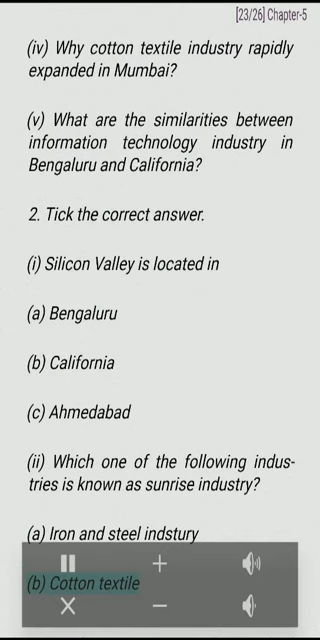 [23/26] Chapter-5
(iv) Why cotton textile industry rapidly
expanded in Mumbai?
(v) What are the similarities between
information technology industry in
Bengaluru and California?
2. Tick the correct answer.
(i) Silicon Valley is located in
(a) Bengaluru
(b) California
(c) Ahmedabad
(ii) Which one of the following indus-
tries is known as sunrise industry?
(a) Iron and steel indstury
(b) Cotton textile